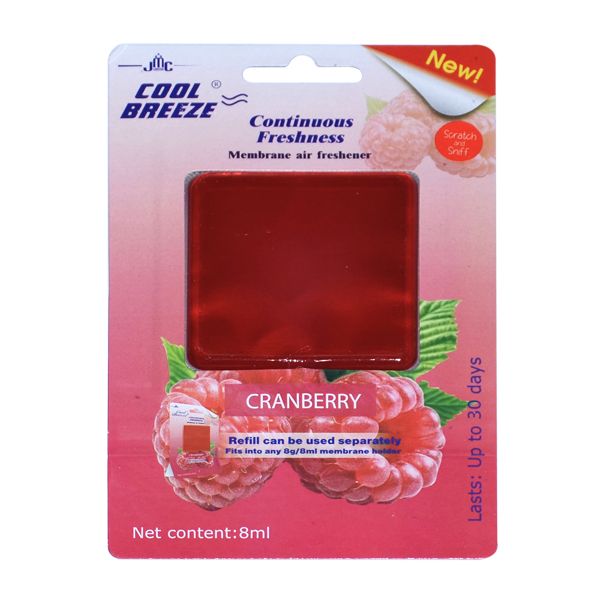 JMC
COOL
BREEZE
®
Continuous
Freshness
Membrane air freshener
New!
Scratch
and
Sniff
CRANBERRY
Refill can be used separately
Fits into any 8g/8ml membrane holder
Lasts: Up to 30 days
Net content:8ml